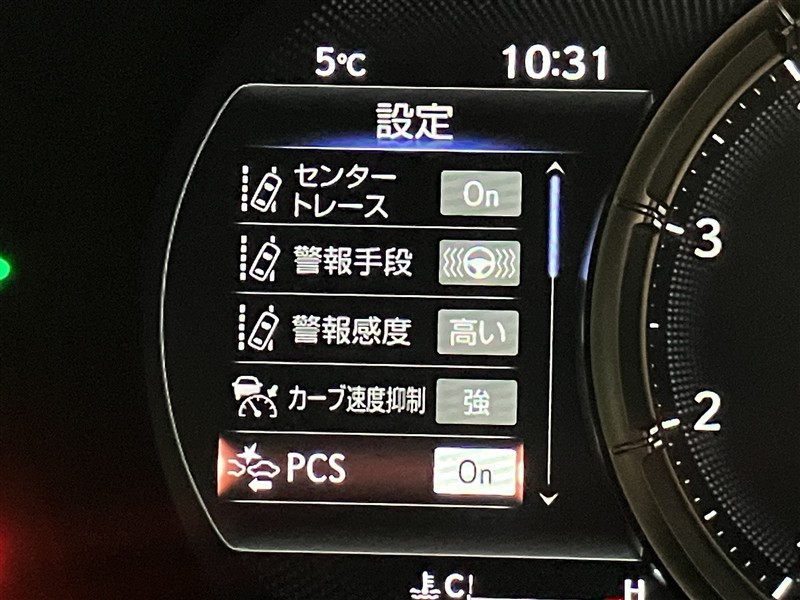 5℃
10:31
設定
センター
トレース
On
警報手段
警報感度
高い
カーブ速度抑制
強
PCS
On
3
2
C
H